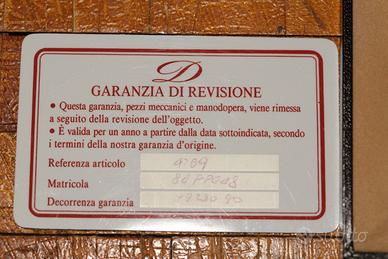 D
GARANZIA DI REVISIONE
• Questa garanzia, pezzi meccanici e manodopera, viene rimessa
a seguito della revisione dell'oggetto.
• È valida per un anno a partire dalla data sottoindicata, secondo
i termini della nostra garanzia d'origine.
Referenza articolo
Matricola
Decorrenza garanzia
subito